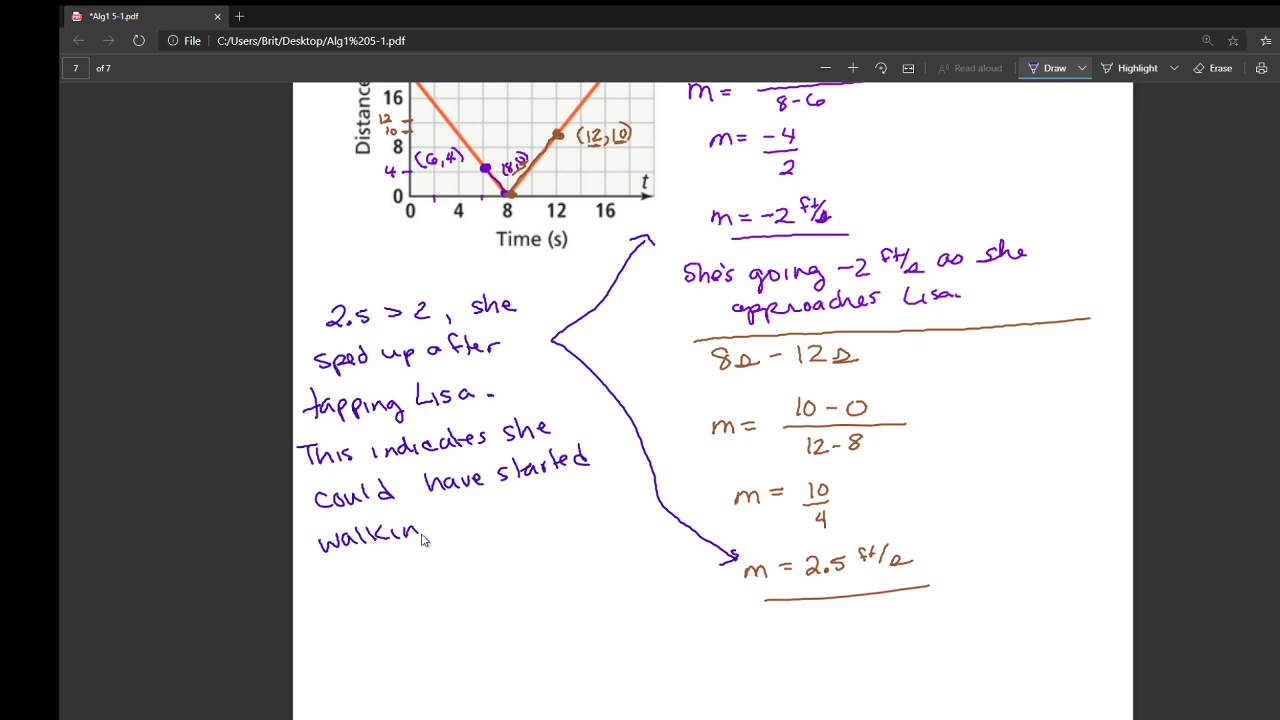 *Alg1 5-1.pdf
File C:/Users/Brit/Desktop/Alg1%205-1.pdf
7 of 7
Read aloud Draw Highlight Erase
Distance
16
12
10
8
4
0
(6,4)
(8,0)
(12,10)
t
0 4 8 12 16
Time (s)
m =
8-6
m = -4
2
m = -2 ft/s
She's going -2 ft/s as she
approaches Lisa.
2.5 > 2, she
sped up after
tapping Lisa.
This indicates she
could have started
walkin
8s - 12s
m = 10 - 0
12 - 8
m = 10
4
m = 2.5 ft/s